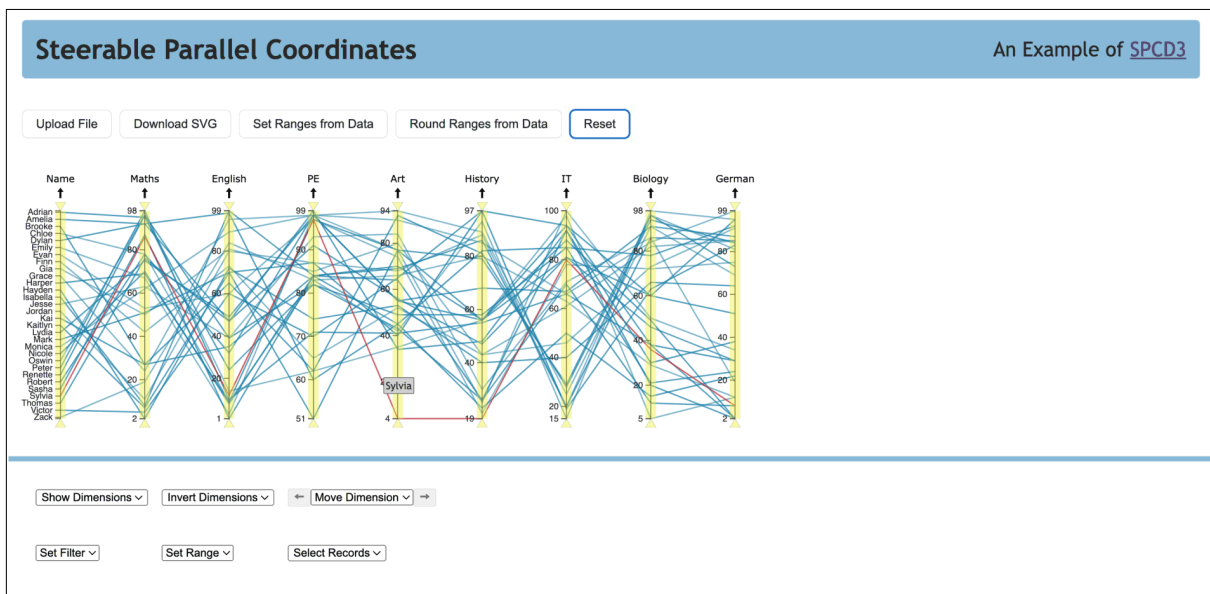 Steerable Parallel Coordinates
An Example of SPCD3
Upload File Download SVG Set Ranges from Data Round Ranges from Data Reset
Name Maths English PE Art History IT Biology German
Adrian
Amelia
Brooke
Chloe
Dylan
Emily
Evan
Finn
Gia
Grace
Harper
Hayden
Isabella
Jesse
Jordan
Kai
Kaitlyn
Lydia
Mark
Monica
Nicole
Oswin
Peter
Renette
Robert
Sasha
Sylvia
Thomas
Victor
Zack
98
80
60
40
20
2
99
80
60
40
1
99
90
80
70
60
51
94
80
60
40
Sylvia
4
97
80
60
40
19
100
80
60
40
20
15
98
80
60
40
20
5
99
80
60
40
20
2
Show Dimensions Invert Dimensions ← Move Dimension →
Set Filter Set Range Select Records